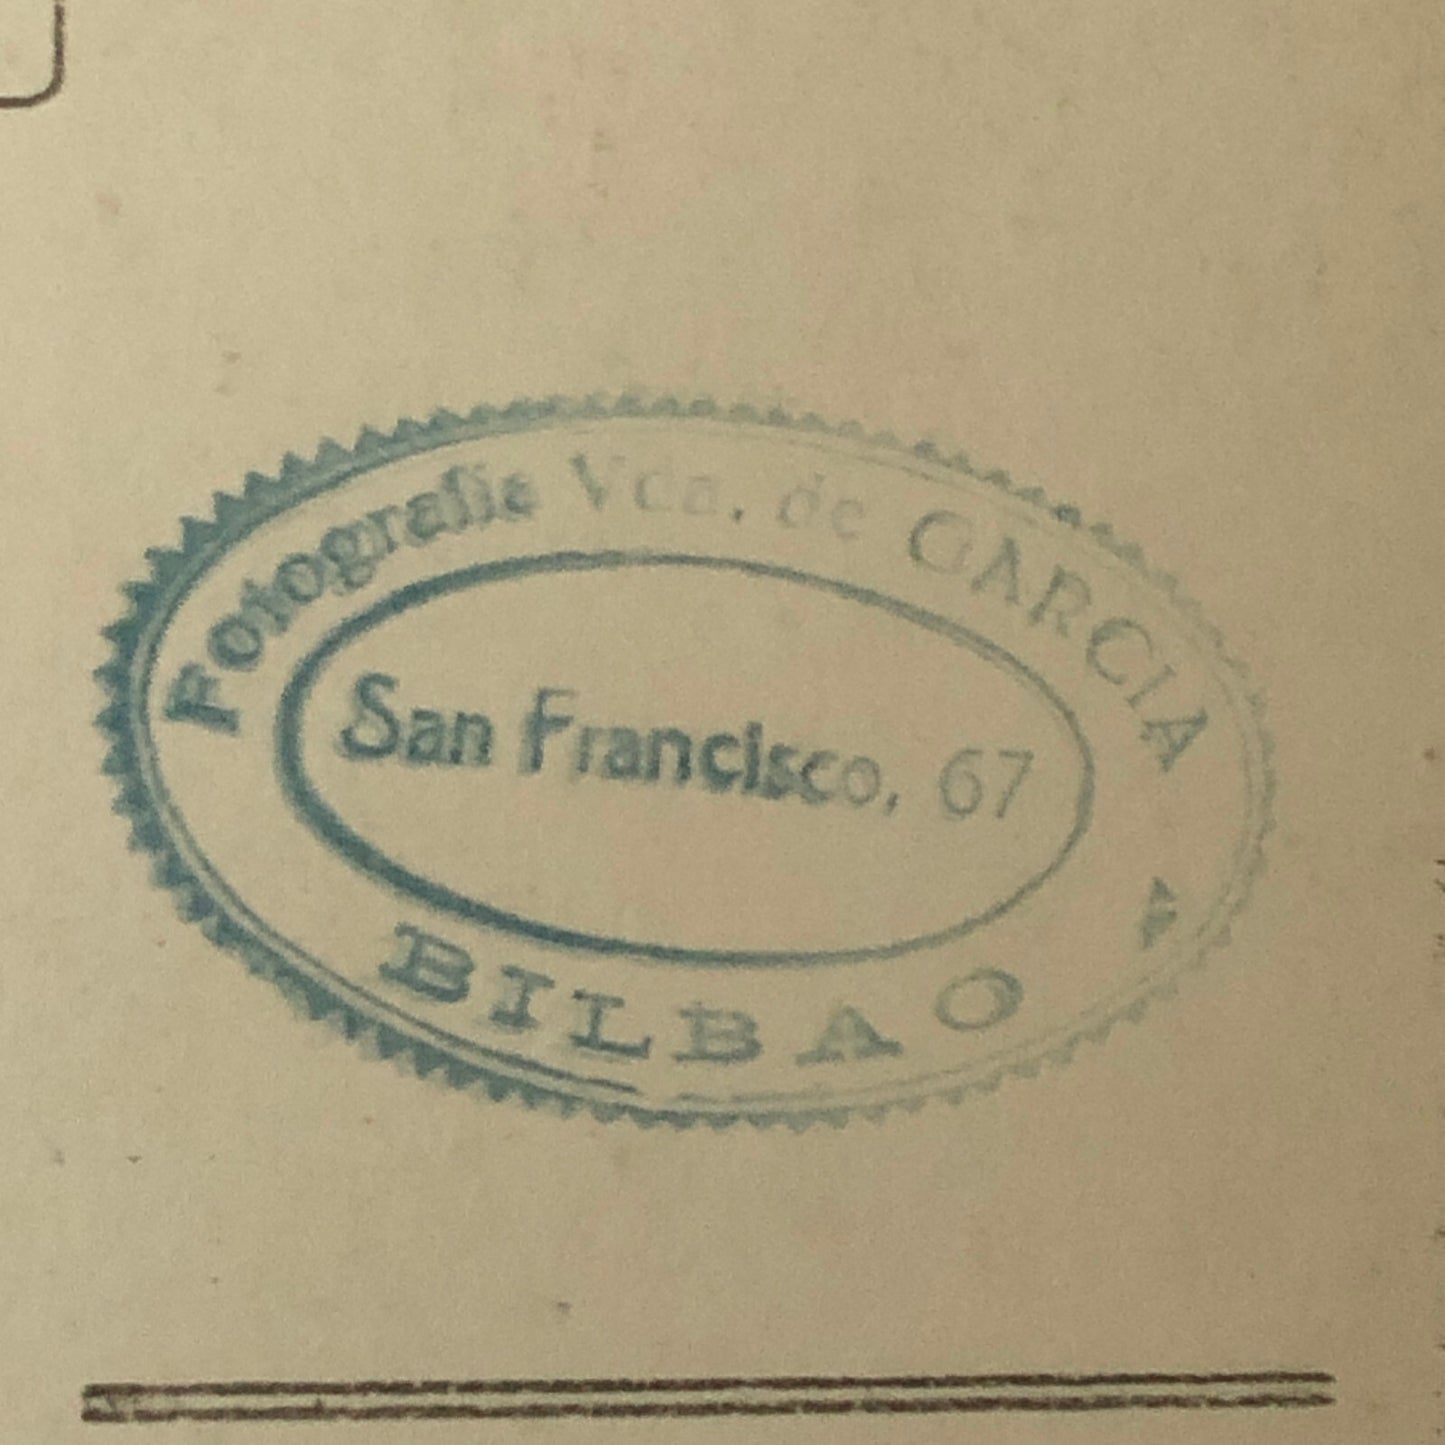 Fotografía Vda. de GARCIA
San Francisco, 67
BILBAO